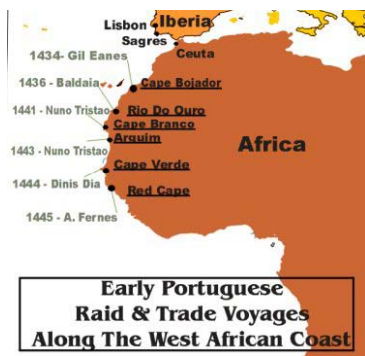 Iberia
Lisbon
Sagres
Ceuta
1434- Gil Eanes
Cape Bojador
1436 - Baldaia
Rio Do Ouro
1441 - Nuno Tristao
Cape Branco
Arquim
Africa
1443 - Nuno Tristao
Cape Verde
1444 - Dinis Dia
Red Cape
1445 - A. Fernes
Early Portuguese
Raid & Trade Voyages
Along The West African Coast